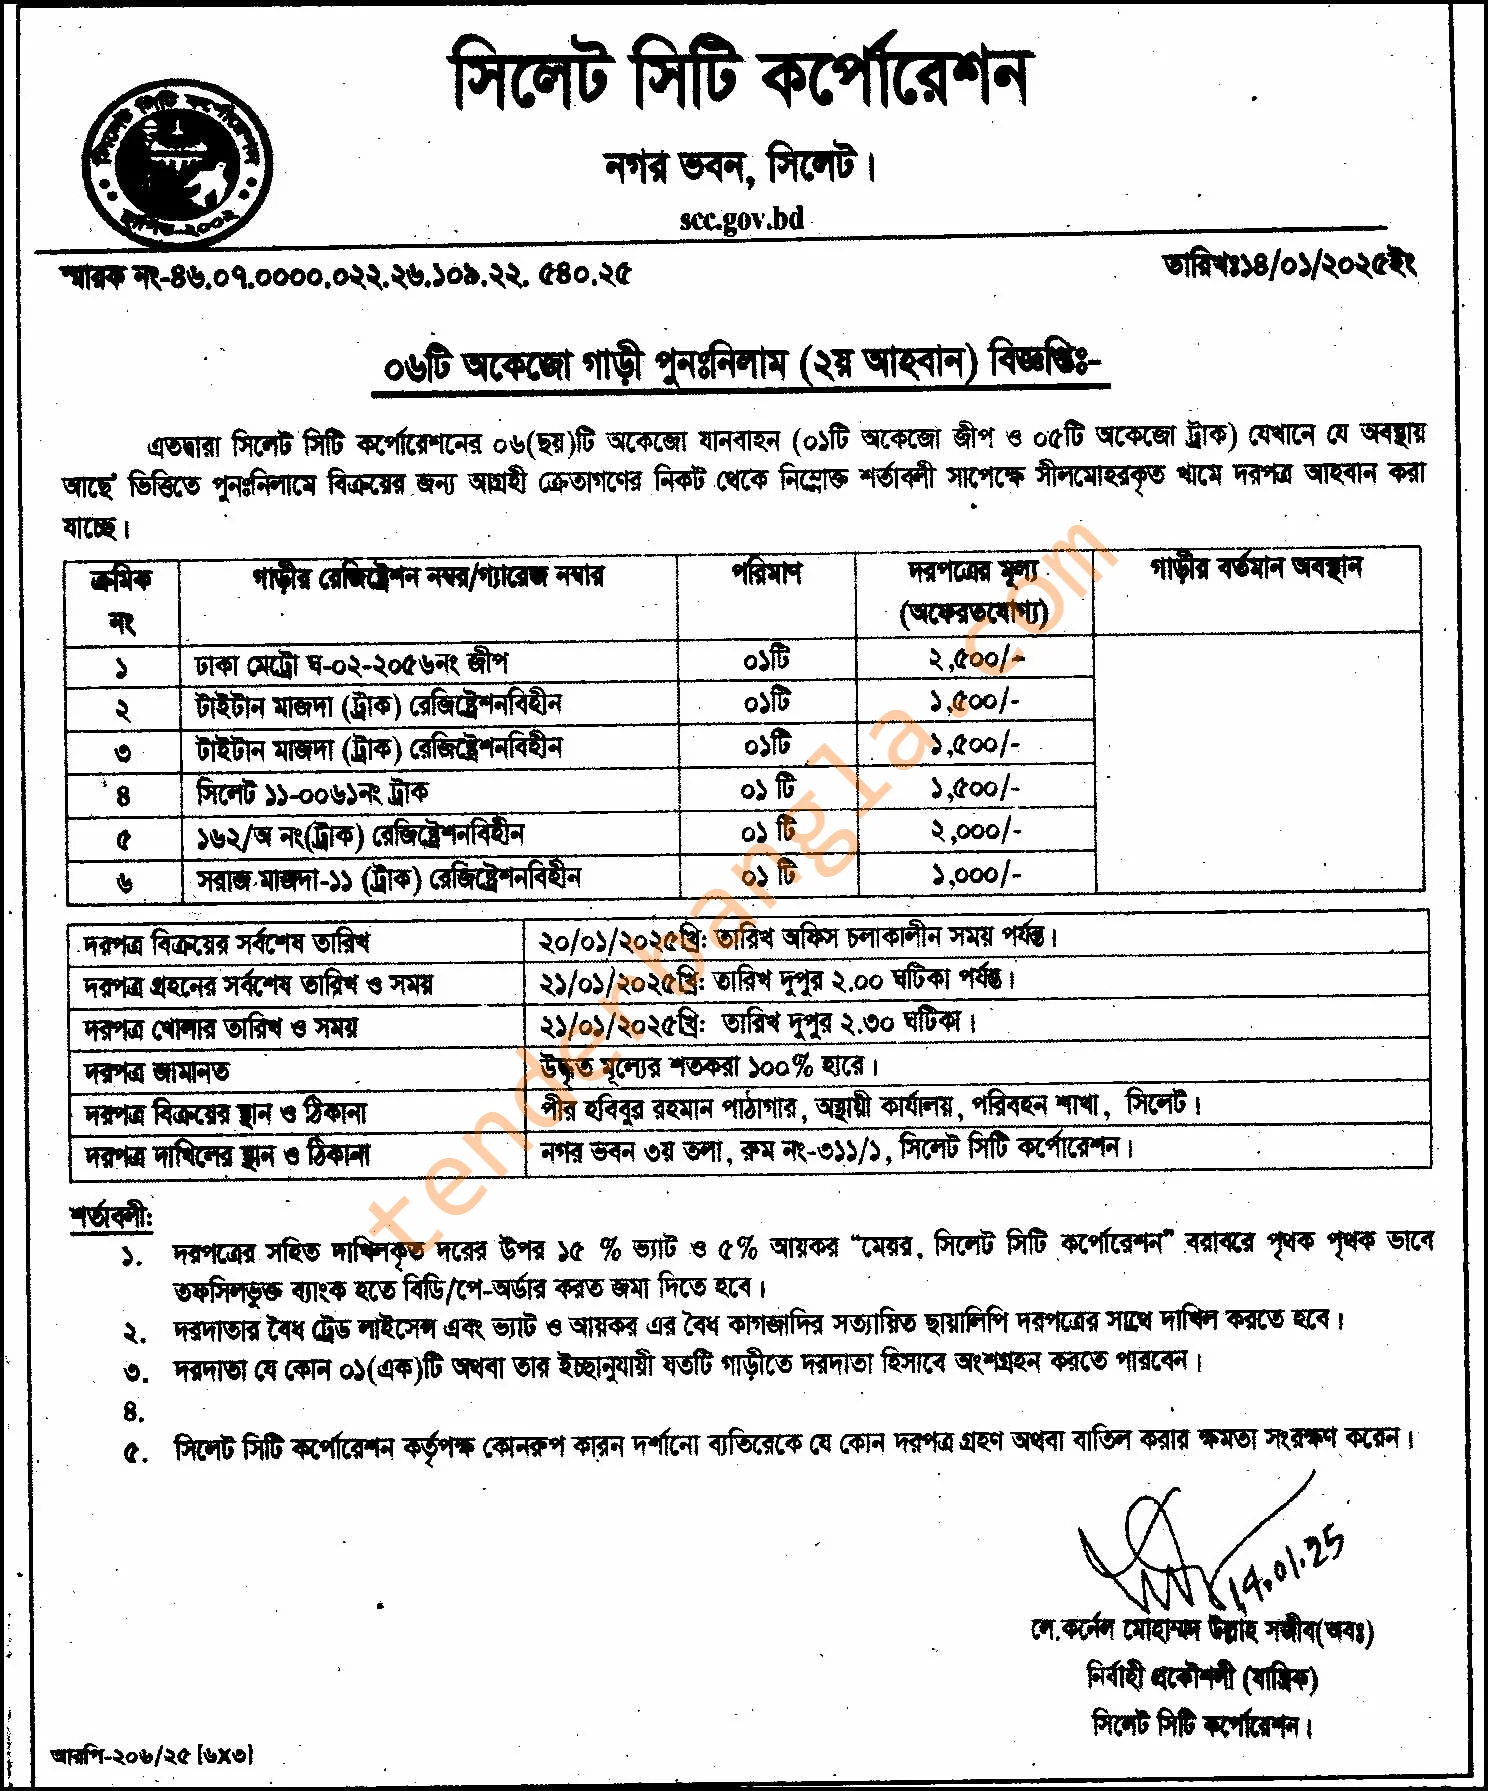 সিলেট সিটি কর্পোরেশন
নগর ভবন, সিলেট।
scc.gov.bd
সিলেট সিটি কর্পোরেশন
স্থাপিত-২০০২
স্মারক নং-৪৬.০৭.০০০০.০২২.২৬.১০৯.২২. ৫৪০.২৫
তারিখঃ১৪/০১/২০২৫ইং
০৬টি অকেজো গাড়ী পুনঃনিলাম (২য় আহবান) বিজ্ঞপ্তিঃ-
এতদ্বারা সিলেট সিটি কর্পোরেশনের ০৬(ছয়)টি অকেজো যানবাহন (০১টি অকেজো জীপ ও ০৫টি অকেজো ট্রাক) যেখানে যে অবস্থায়
আছে' ভিত্তিতে পুনঃনিলামে বিক্রয়ের জন্য আগ্রহী ক্রেতাগণের নিকট থেকে নিম্নোক্ত শর্তাবলী সাপেক্ষে সীলমোহরকৃত খামে দরপত্র আহবান করা
যাচ্ছে।
ক্রমিক নং গাড়ীর রেজিষ্ট্রেশন নম্বর/গ্যারেজ নম্বার পরিমাণ দরপত্রের মূল্য (অফেরতযোগ্য) গাড়ীর বর্তমান অবস্থান
১ ঢাকা মেট্রো ঘ-০২-২০৫৬নং জীপ ০১টি ২,৫০০/-
২ টাইটান মাজদা (ট্রাক) রেজিষ্ট্রেশনবিহীন ০১টি ১,৫০০/-
৩ টাইটান মাজদা (ট্রাক) রেজিষ্ট্রেশনবিহীন ০১টি ১,৫০০/-
৪ সিলেট ১১-০০৬১নং ট্রাক ০১ টি ১,৫০০/-
৫ ১৬২/অ নং(ট্রাক) রেজিষ্ট্রেশনবিহীন ০১ টি ২,০০০/-
৬ সরাজ মাজদা-১১ (ট্রাক) রেজিষ্ট্রেশনবিহীন ০১ টি ১,০০০/-
দরপত্র বিক্রয়ের সর্বশেষ তারিখ ২০/০১/২০২৫খ্রি: তারিখ অফিস চলাকালীন সময় পর্যন্ত।
দরপত্র গ্রহনের সর্বশেষ তারিখ ও সময় ২১/০১/২০২৫খ্রি: তারিখ দুপুর ২.০০ ঘটিকা পর্যন্ত।
দরপত্র খোলার তারিখ ও সময় ২১/০১/২০২৫খ্রি: তারিখ দুপুর ২.৩০ ঘটিকা।
দরপত্র জামানত উদ্ধৃত মূল্যের শতকরা ১০০% হারে।
দরপত্র বিক্রয়ের স্থান ও ঠিকানা পীর হবিবুর রহমান পাঠাগার, অস্থায়ী কার্যালয়, পরিবহন শাখা, সিলেট।
দরপত্র দাখিলের স্থান ও ঠিকানা নগর ভবন ৩য় তলা, রুম নং-৩১১/১, সিলেট সিটি কর্পোরেশন।
শর্তাবলী:
১. দরপত্রের সহিত দাখিলকৃত দরের উপর ১৫ % ভ্যাট ও ৫% আয়কর "মেয়র, সিলেট সিটি কর্পোরেশন" বরাবরে পৃথক পৃথক ভাবে
তফসিলভুক্ত ব্যাংক হতে বিডি/পে-অর্ডার করত জমা দিতে হবে।
২. দরদাতার বৈধ ট্রেড লাইসেন্স এবং ভ্যাট ও আয়কর এর বৈধ কাগজাদির সত্যায়িত ছায়ালিপি দরপত্রের সাথে দাখিল করতে হবে।
৩. দরদাতা যে কোন ০১(এক)টি অথবা তার ইচ্ছানুযায়ী যতটি গাড়ীতে দরদাতা হিসাবে অংশগ্রহন করতে পারবেন।
৪.
৫. সিলেট সিটি কর্পোরেশন কর্তৃপক্ষ কোনরুপ কারন দর্শানো ব্যতিরেকে যে কোন দরপত্র গ্রহণ অথবা বাতিল করার ক্ষমতা সংরক্ষণ করেন।
14.01.25
লে.কর্নেল মোহাম্মদ উল্লাহ সজীব(অবঃ)
নির্বাহী প্রকৌশলী (যান্ত্রিক)
সিলেট সিটি কর্পোরেশন।
আরপি-২০৬/২৫ [৬X৩]
tenderbangla.com